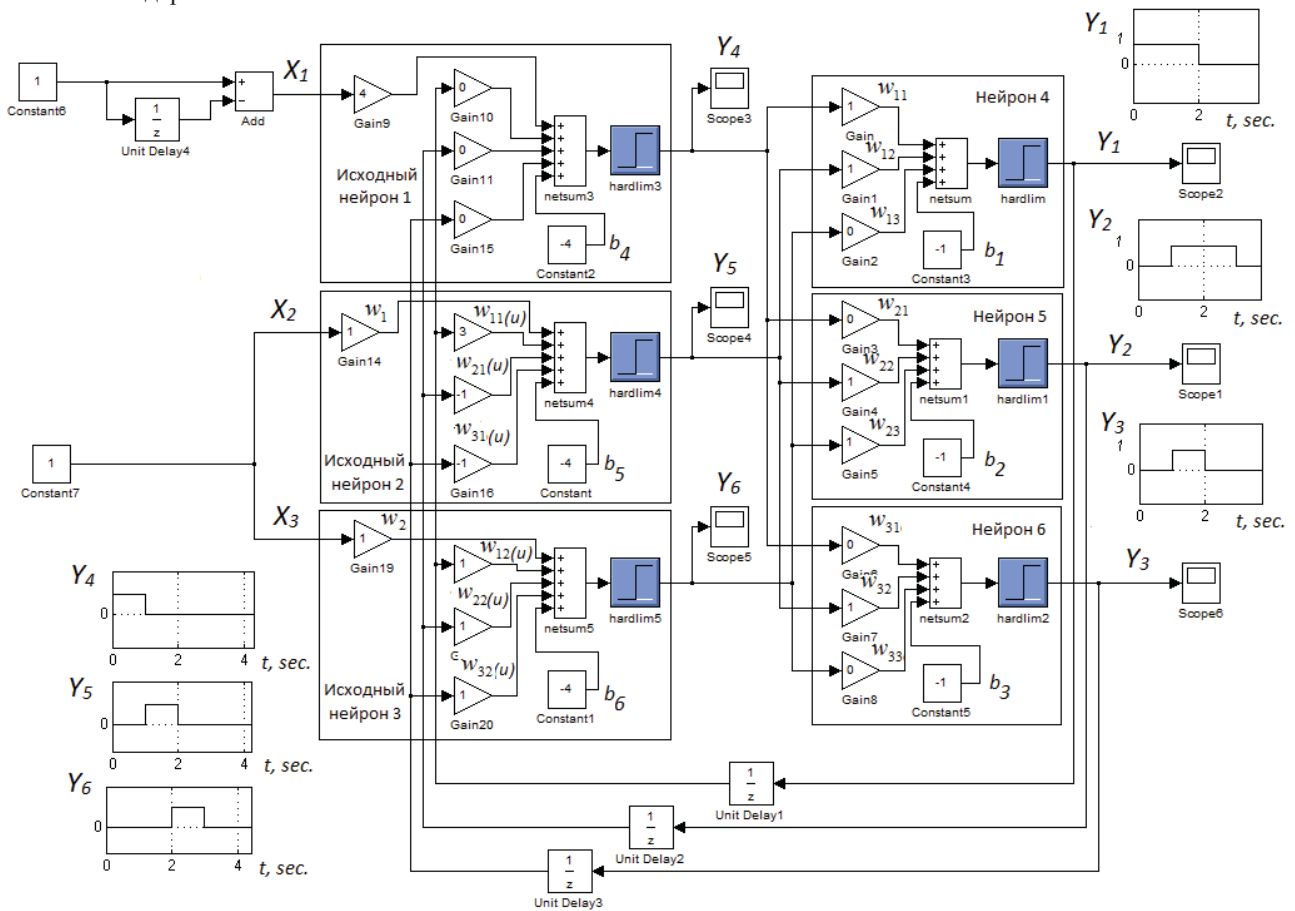 X₁
1
Constant6
1
z
Unit Delay4
+
−
Add
4
Gain9
0
Gain10
0
Gain11
0
Gain15
Исходный
нейрон 1
+
+
+
+
+
netsum3
hardlim3
-4
Constant2
b₄
Y₄
Scope3
X₂
w₁
1
Gain14
w₁₁(u)
3
w₂₁(u)
-1
w₃₁(u)
-1
Gain16
Исходный
нейрон 2
+
+
+
+
+
netsum4
hardlim4
-4
Constant
b₅
Y₅
Scope4
1
Constant7
X₃
w₂
1
Gain19
w₁₂(u)
1
w₂₂(u)
1
w₃₂(u)
1
Gain20
Исходный
нейрон 3
+
+
+
+
+
netsum5
hardlim5
-4
Constant1
b₆
Y₆
Scope5
Нейрон 4
1
w₁₁
Gain
1
w₁₂
Gain1
0
w₁₃
Gain2
+
+
+
+
netsum
hardlim
-1
Constant3
b₁
Y₁
Scope2
Нейрон 5
0
w₂₁
Gain3
1
w₂₂
Gain4
1
w₂₃
Gain5
+
+
+
+
netsum1
hardlim1
-1
Constant4
b₂
Y₂
Scope1
Нейрон 6
0
w₃₁
Gain6
1
w₃₂
Gain7
0
w₃₃
Gain8
+
+
+
+
netsum2
hardlim2
-1
Constant5
b₃
Y₃
Scope6
1
z
Unit Delay1
1
z
Unit Delay2
1
z
Unit Delay3
Y₁
1
0
0
2
t, sec.
Y₂
1
0
0
2
Y₃
1
0
0
2
t, sec.
Y₄
0
0
2
4
t, sec.
Y₅
0
0
2
4
t, sec.
Y₆
0
0
2
4
t, sec.